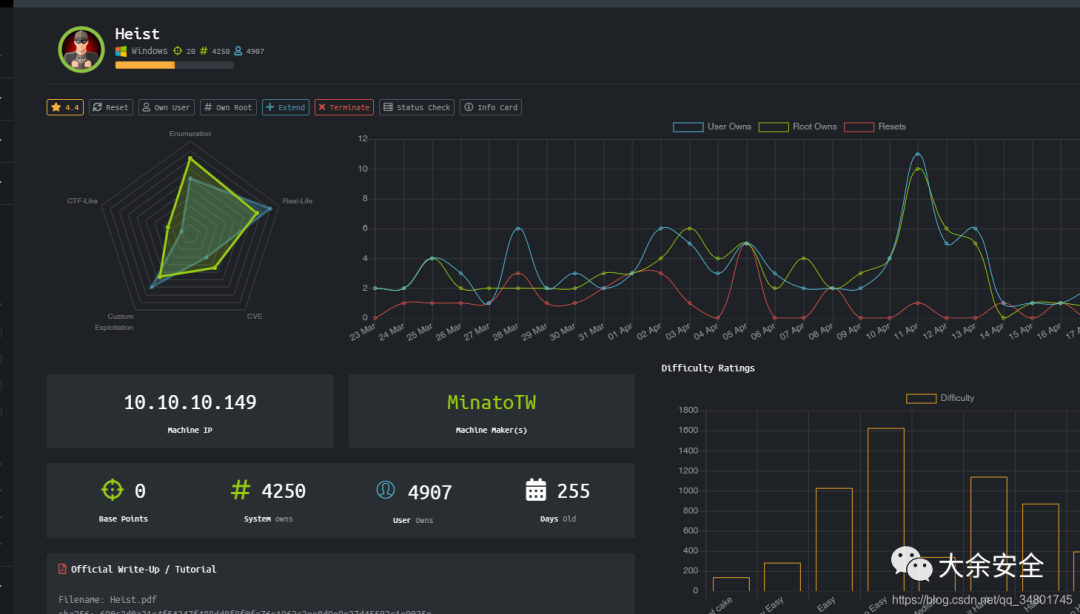 Heist
Windows 20 # 4250 4907
4.4 Reset Own User # Own Root Extend Terminate Status Check Info Card
Enumeration
CTF-Like
Real-Life
Custom
Exploitation
CVE
User Owns Root Owns Resets
12
10
8
6
4
2
0
23 Mar 24 Mar 25 Mar 26 Mar 27 Mar 28 Mar 29 Mar 30 Mar 31 Mar 01 Apr 02 Apr 03 Apr 04 Apr 05 Apr 06 Apr 07 Apr 08 Apr 09 Apr 10 Apr 11 Apr 12 Apr 13 Apr 14 Apr 15 Apr 16 Apr
10.10.10.149
Machine IP
MinatoTW
Machine Maker(s)
0
Base Points
# 4250
System owns
4907
User Owns
255
Days Old
Difficulty Ratings
Difficulty
1800
1600
1400
1200
1000
800
600
400
200
0
Easy Easy Easy
Official Write-Up / Tutorial
Filename: Heist.pdf
大余安全
https://blog.csdn.net/qq_34801745